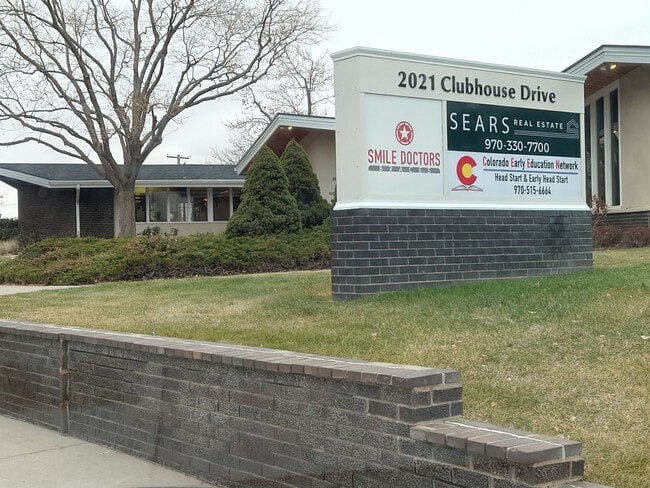 2021 Clubhouse Drive
SMILE DOCTORS
BRACES
SEARS REAL ESTATE
970-330-7700
Colorado Early Education Network
Head Start & Early Head Start
970-515-6664